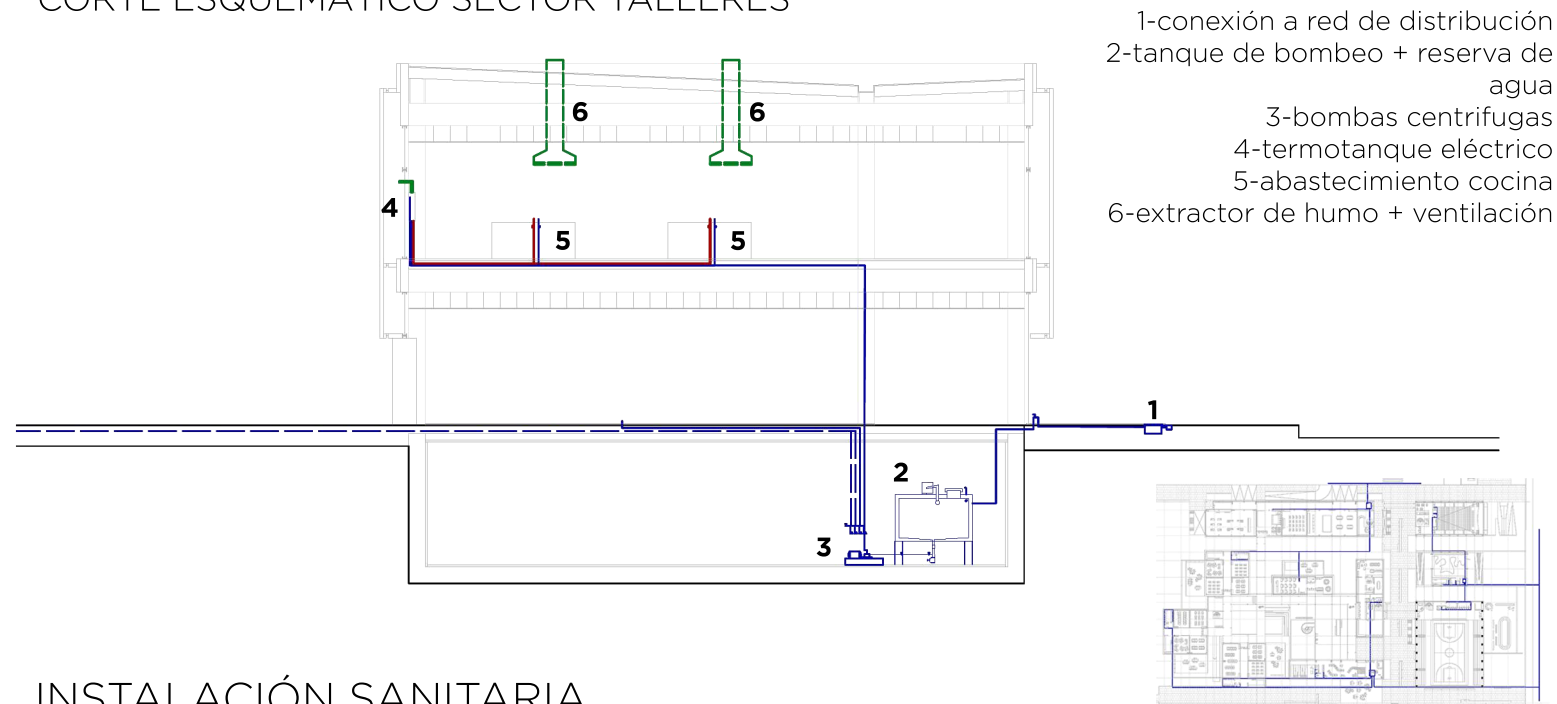 CORTE ESQUEMÁTICO SECTOR TALLERES
1-conexión a red de distribución
2-tanque de bombeo + reserva de
agua
3-bombas centrifugas
4-termotanque eléctrico
5-abastecimiento cocina
6-extractor de humo + ventilación
6
6
4
5
5
1
2
3
INSTALACIÓN SANITARIA